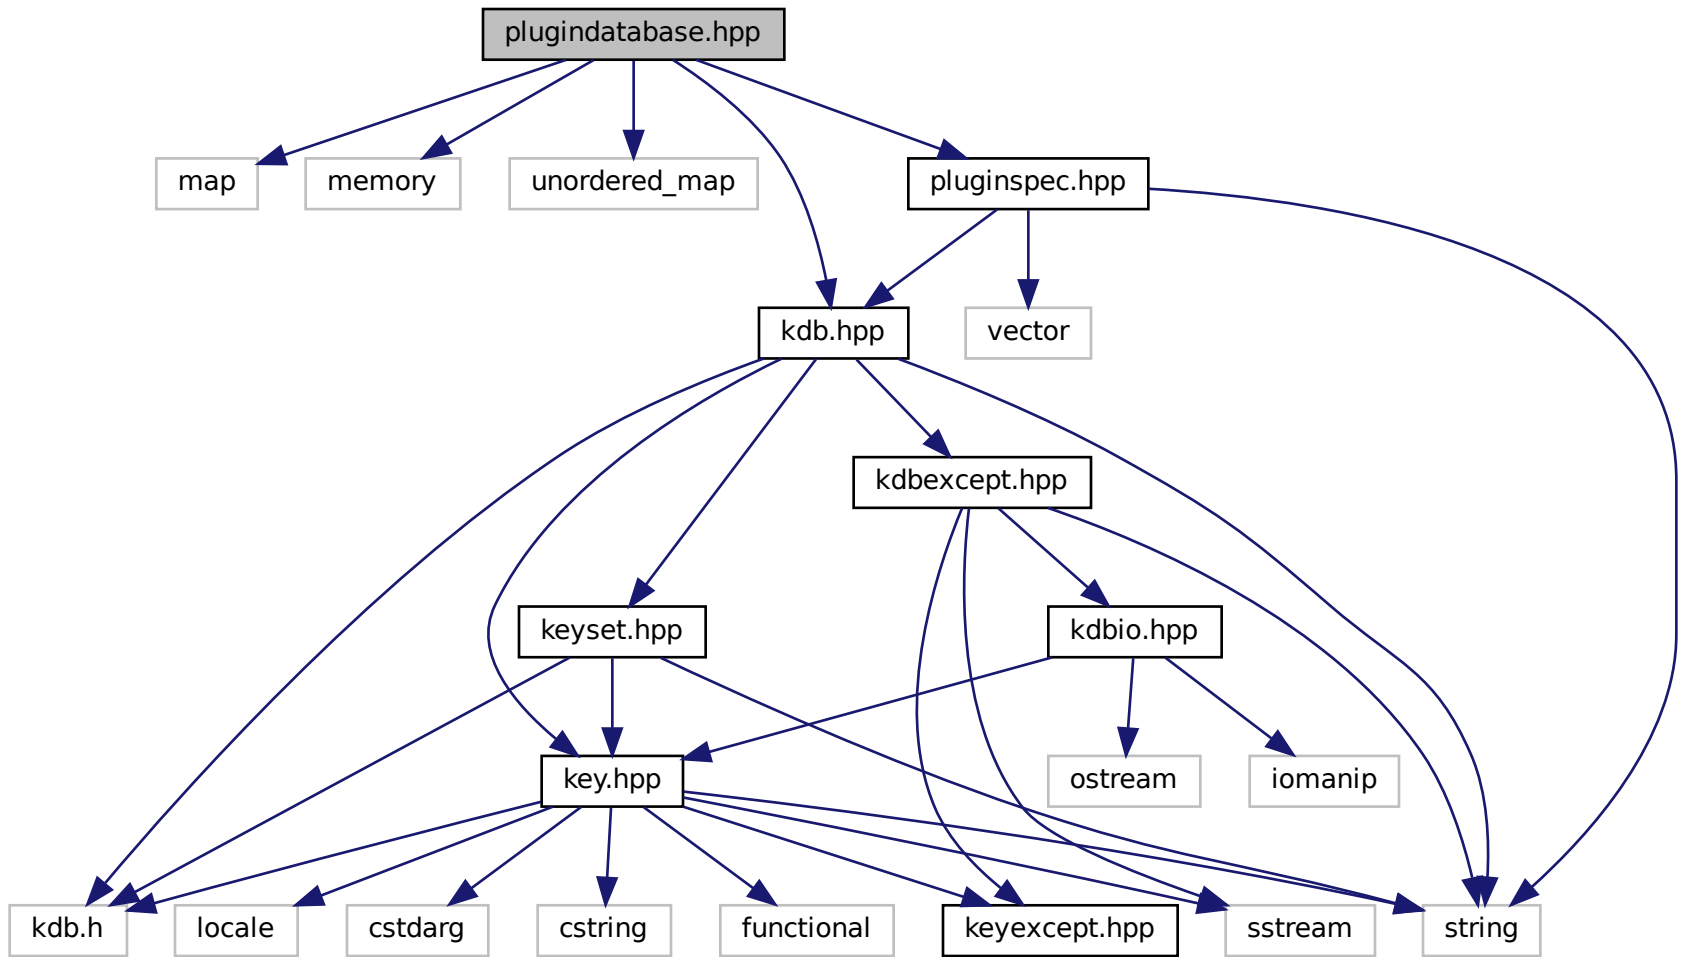 plugindatabase.hpp
map
memory
unordered_map
pluginspec.hpp
kdb.hpp
vector
kdbexcept.hpp
keyset.hpp
kdbio.hpp
key.hpp
ostream
iomanip
kdb.h
locale
cstdarg
cstring
functional
keyexcept.hpp
sstream
string